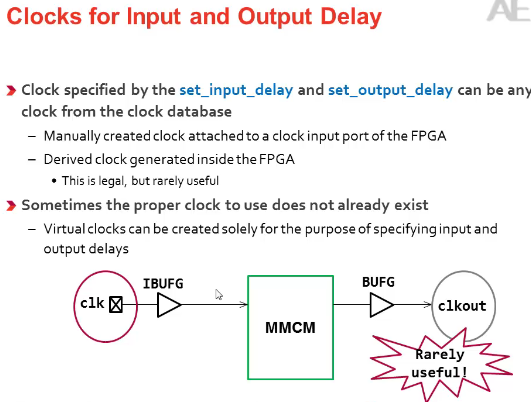 Clocks for Input and Output Delay
AE
Clock specified by the set_input_delay and set_output_delay can be any
clock from the clock database
– Manually created clock attached to a clock input port of the FPGA
– Derived clock generated inside the FPGA
• This is legal, but rarely useful
Sometimes the proper clock to use does not already exist
– Virtual clocks can be created solely for the purpose of specifying input and
output delays
IBUFG
BUFG
clk
clkout
MMCM
Rarely
useful!